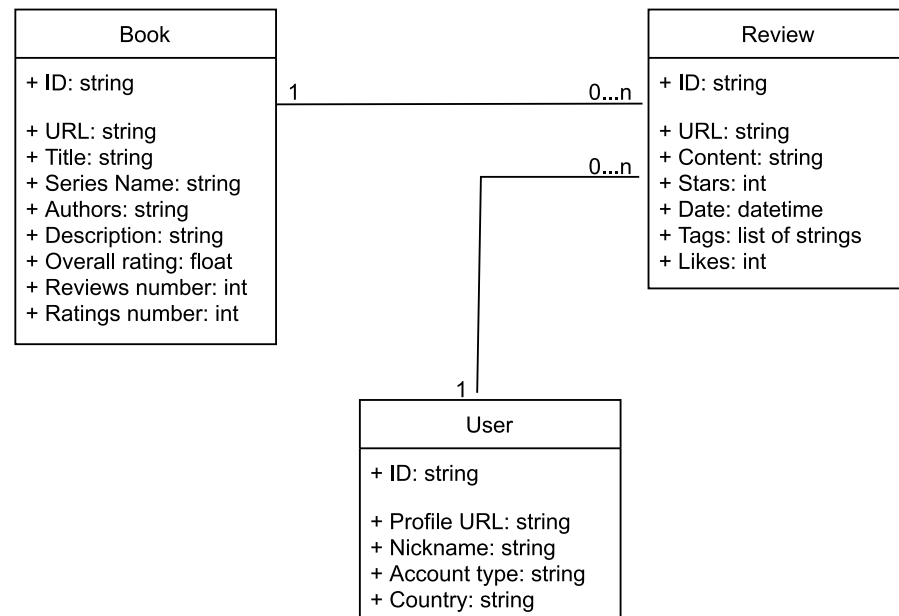 Book
+ ID: string
+ URL: string
+ Title: string
+ Series Name: string
+ Authors: string
+ Description: string
+ Overall rating: float
+ Reviews number: int
+ Ratings number: int
1
0...n
Review
+ ID: string
+ URL: string
+ Content: string
+ Stars: int
+ Date: datetime
+ Tags: list of strings
+ Likes: int
0...n
1
User
+ ID: string
+ Profile URL: string
+ Nickname: string
+ Account type: string
+ Country: string